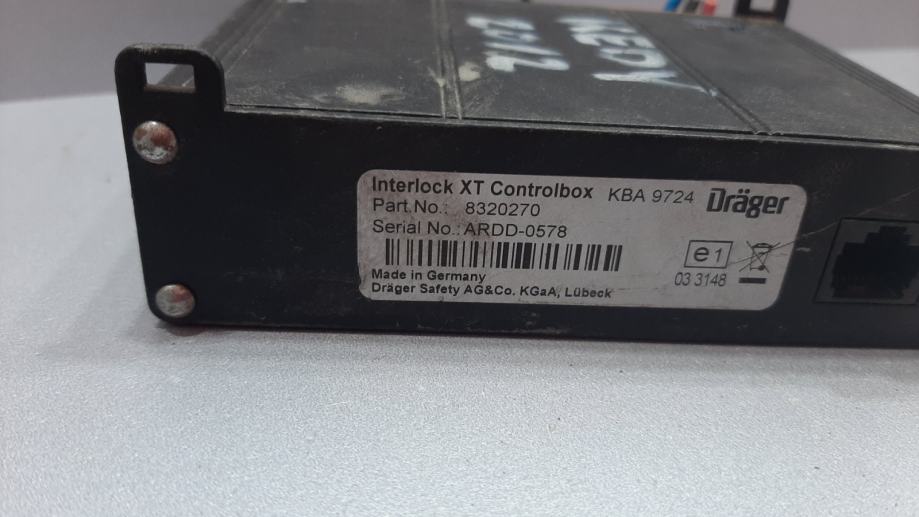 Interlock XT Controlbox KBA 9724 Dräger
Part.No.: 8320270
Serial No.: ARDD-0578
e1
03 3148
Made in Germany
Dräger Safety AG&Co. KGaA, Lübeck